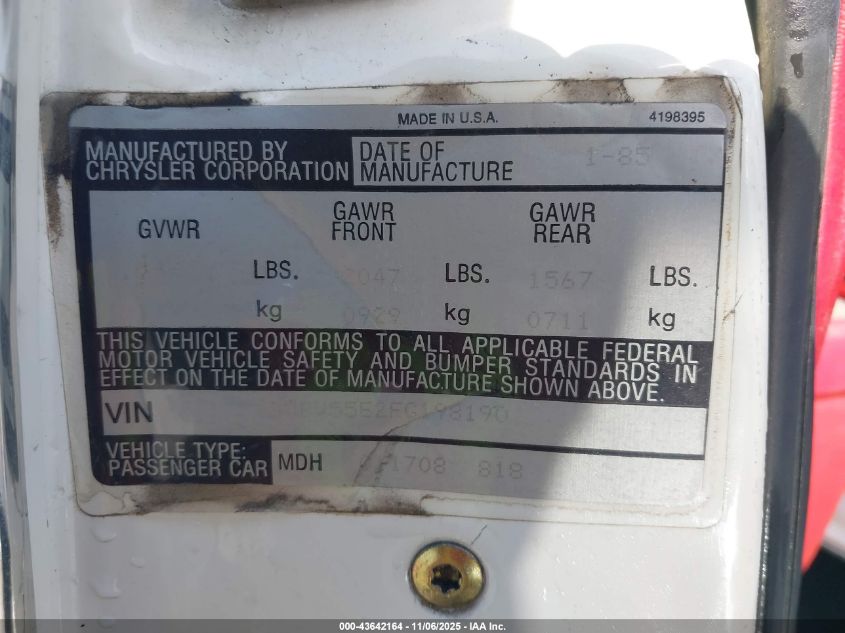 MADE IN U.S.A. 4198395
MANUFACTURED BY CHRYSLER CORPORATION
DATE OF MANUFACTURE 1-85
GVWR GAWR FRONT GAWR REAR
LBS. 2047 LBS. 1567 LBS.
kg 0929 kg 0711 kg
THIS VEHICLE CONFORMS TO ALL APPLICABLE FEDERAL
MOTOR VEHICLE SAFETY AND BUMPER STANDARDS IN
EFFECT ON THE DATE OF MANUFACTURE SHOWN ABOVE.
VIN
VEHICLE TYPE: PASSENGER CAR
MDH 1708 818
000-43642164 - 11/06/2025 - IAA Inc.